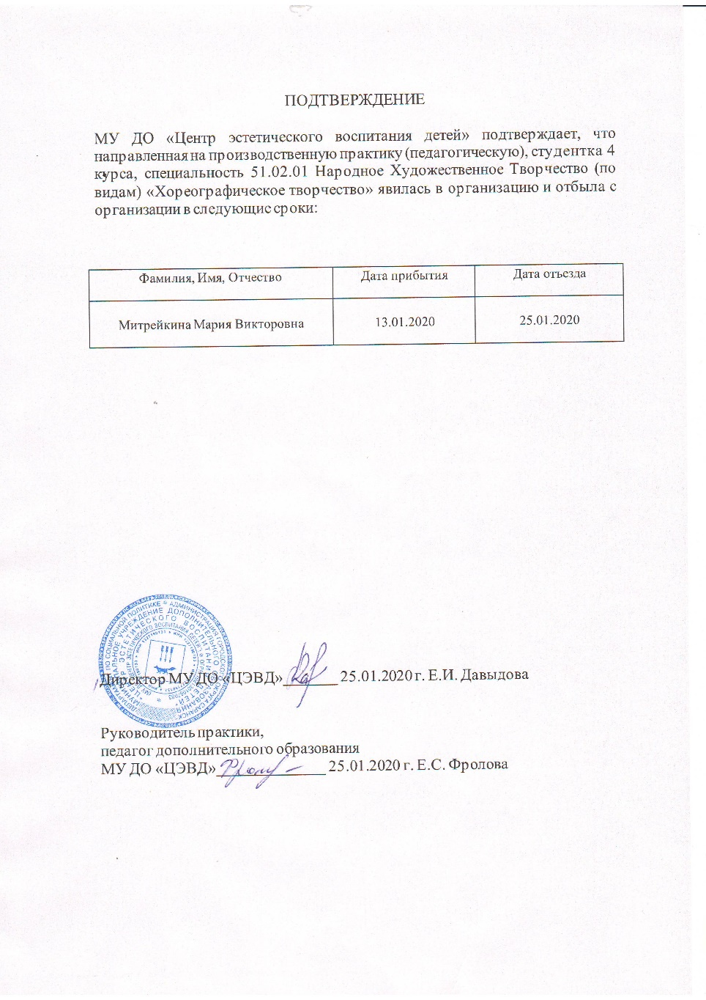 ПОДТВЕРЖДЕНИЕ
МУ ДО «Центр эстетического воспитания детей» подтверждает, что
направленная на производственную практику (педагогическую), студентка 4
курса, специальность 51.02.01 Народное Художественное Творчество (по
видам) «Хореографическое творчество» явилась в организацию и отбыла с
организации в следующие сроки:
Фамилия, Имя, Отчество Дата прибытия Дата отъезда
Митрейкина Мария Викторовна 13.01.2020 25.01.2020
Директор МУ ДО «ЦЭВД» 25.01.2020 г. Е.И. Давыдова
Руководитель практики,
педагог дополнительного образования
МУ ДО «ЦЭВД» 25.01.2020 г. Е.С. Фролова